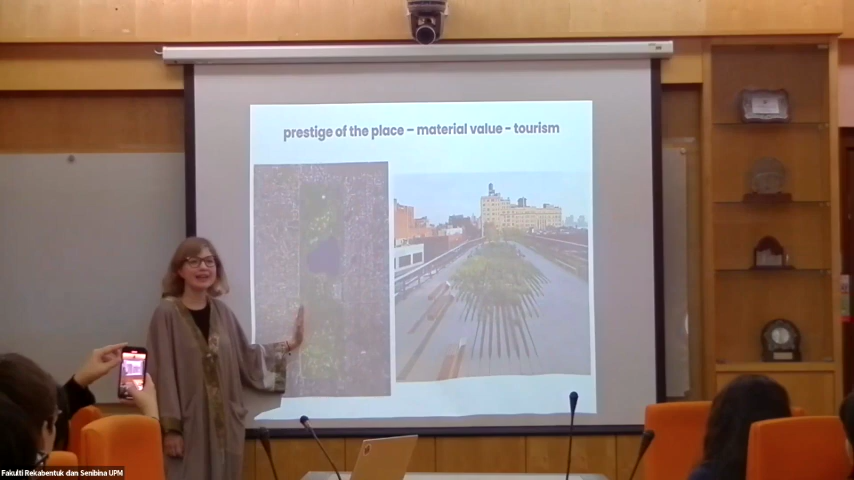 prestige of the place – material value - tourism
Fakulti Rekabentuk dan Senibina UPM